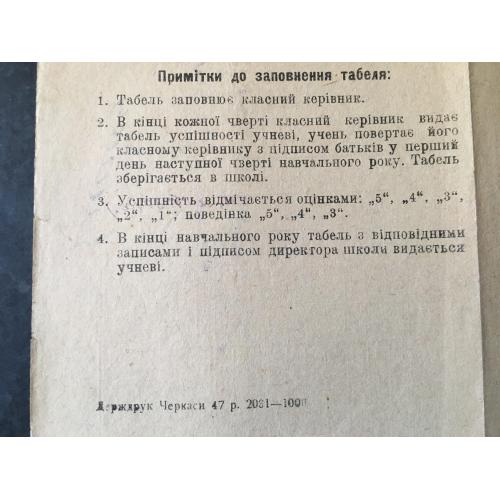 Примітки до заповнення табеля:
1. Табель заповнює класний керівник.
2. В кінці кожної чверті класний керівник видає
табель успішності учневі, учень повертає його
класному керівнику з підписом батьків у перший
день наступної чверті навчального року. Табель
зберігається в школі.
3. Успішність відмічається оцінками: „5“, „4“, „3“,
„2“, „1“; поведінка „5“, „4“, „3“.
4. В кінці навчального року табель з відповідними
записами і підписом директора школи видається
учневі.
Держдрук Черкаси 47 р. 2031—1000